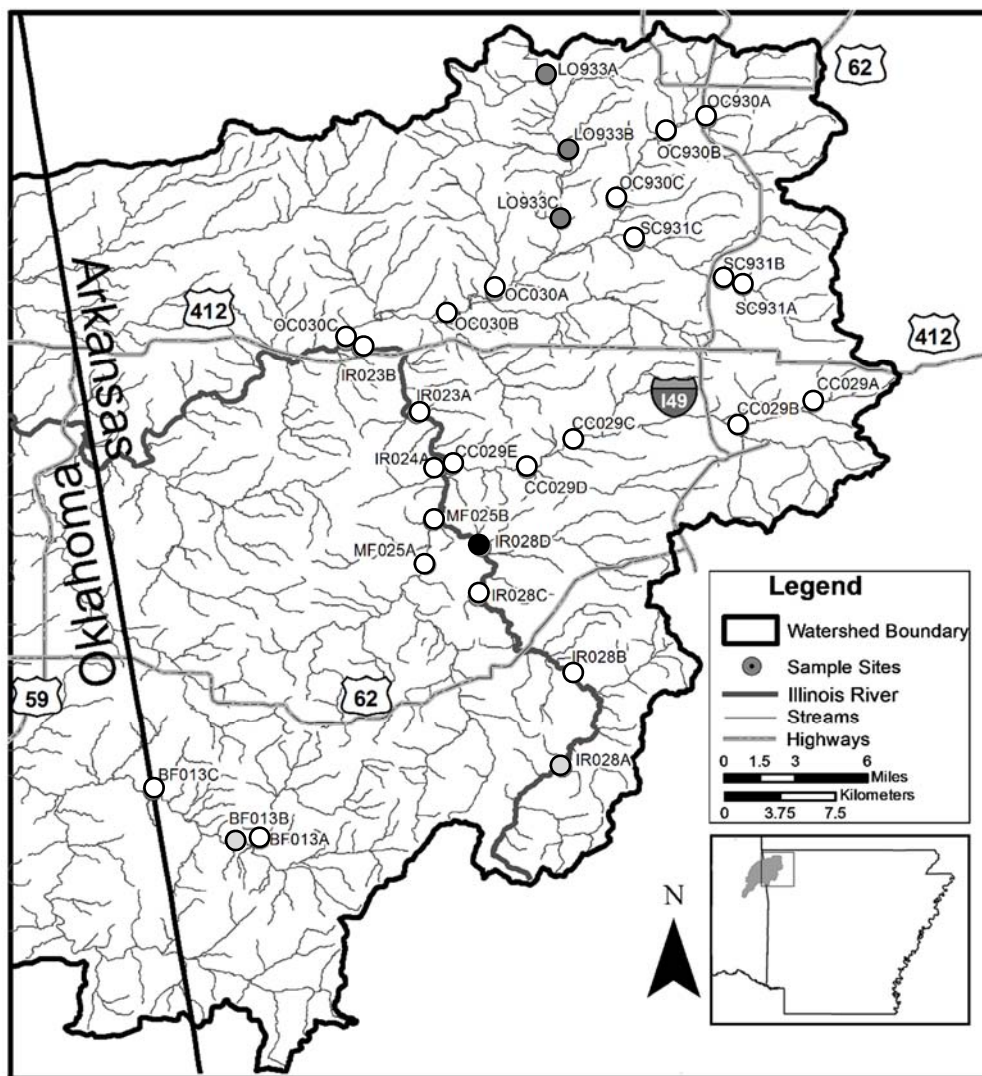 62
LO933A
OC930A
LO933B
OC930B
OC930C
LO933C
SC931C
SC931B
SC931A
OC030A
Arkansas
412
OC030B
OC030C
412
IR023B
I49
CC029A
IR023A
CC029B
CC029C
IR024A
CC029E
CC029D
Oklahoma
MF025B
IR028D
MF025A
IR028C
IR028B
59
62
IR028A
BF013C
BF013B
BF013A
Legend
Watershed Boundary
Sample Sites
Illinois River
Streams
Highways
0 1.5 3 6
Miles
Kilometers
0 3.75 7.5
N